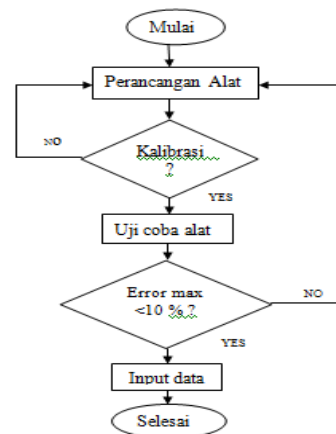 Mulai
Perancangan Alat
NO
Kalibrasi
?
YES
Uji coba alat
Error max
<10 % ?
NO
YES
Input data
Selesai